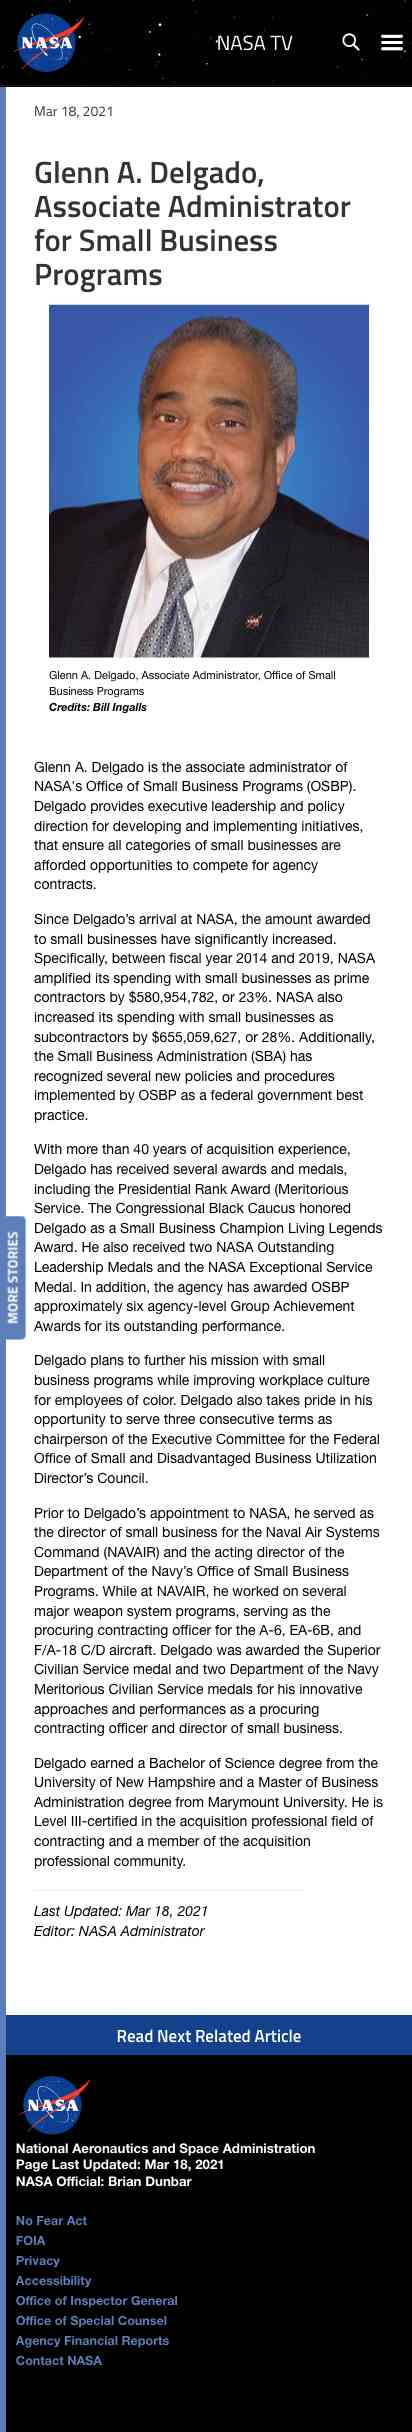 NASA
NASA TV
Mar 18, 2021
Glenn A. Delgado,
Associate Administrator
for Small Business
Programs
NASA
Glenn A. Delgado, Associate Administrator, Office of Small
Business Programs
Credits: Bill Ingalls
Glenn A. Delgado is the associate administrator of
NASA's Office of Small Business Programs (OSBP).
Delgado provides executive leadership and policy
direction for developing and implementing initiatives,
that ensure all categories of small businesses are
afforded opportunities to compete for agency
contracts.
Since Delgado’s arrival at NASA, the amount awarded
to small businesses have significantly increased.
Specifically, between fiscal year 2014 and 2019, NASA
amplified its spending with small businesses as prime
contractors by $580,954,782, or 23%. NASA also
increased its spending with small businesses as
subcontractors by $655,059,627, or 28%. Additionally,
the Small Business Administration (SBA) has
recognized several new policies and procedures
implemented by OSBP as a federal government best
practice.
With more than 40 years of acquisition experience,
Delgado has received several awards and medals,
including the Presidential Rank Award (Meritorious
Service. The Congressional Black Caucus honored
Delgado as a Small Business Champion Living Legends
Award. He also received two NASA Outstanding
Leadership Medals and the NASA Exceptional Service
Medal. In addition, the agency has awarded OSBP
approximately six agency-level Group Achievement
Awards for its outstanding performance.
MORE STORIES
Delgado plans to further his mission with small
business programs while improving workplace culture
for employees of color. Delgado also takes pride in his
opportunity to serve three consecutive terms as
chairperson of the Executive Committee for the Federal
Office of Small and Disadvantaged Business Utilization
Director’s Council.
Prior to Delgado’s appointment to NASA, he served as
the director of small business for the Naval Air Systems
Command (NAVAIR) and the acting director of the
Department of the Navy’s Office of Small Business
Programs. While at NAVAIR, he worked on several
major weapon system programs, serving as the
procuring contracting officer for the A-6, EA-6B, and
F/A-18 C/D aircraft. Delgado was awarded the Superior
Civilian Service medal and two Department of the Navy
Meritorious Civilian Service medals for his innovative
approaches and performances as a procuring
contracting officer and director of small business.
Delgado earned a Bachelor of Science degree from the
University of New Hampshire and a Master of Business
Administration degree from Marymount University. He is
Level III-certified in the acquisition professional field of
contracting and a member of the acquisition
professional community.
Last Updated: Mar 18, 2021
Editor: NASA Administrator
Read Next Related Article
NASA
National Aeronautics and Space Administration
Page Last Updated: Mar 18, 2021
NASA Official: Brian Dunbar
No Fear Act
FOIA
Privacy
Accessibility
Office of Inspector General
Office of Special Counsel
Agency Financial Reports
Contact NASA